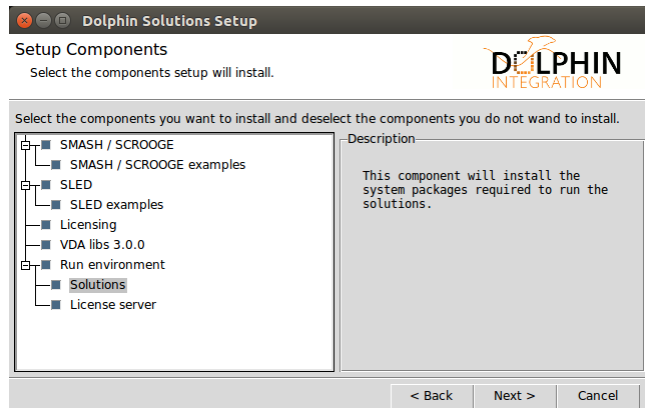 Dolphin Solutions Setup
Setup Components
Select the components setup will install.
DOLPHIN
INTEGRATION
Select the components you want to install and deselect the components you do not wand to install.
SMASH / SCROOGE
SMASH / SCROOGE examples
SLED
SLED examples
Licensing
VDA libs 3.0.0
Run environment
Solutions
License server
Description
This component will install the
system packages required to run the
solutions.
< Back
Next >
Cancel